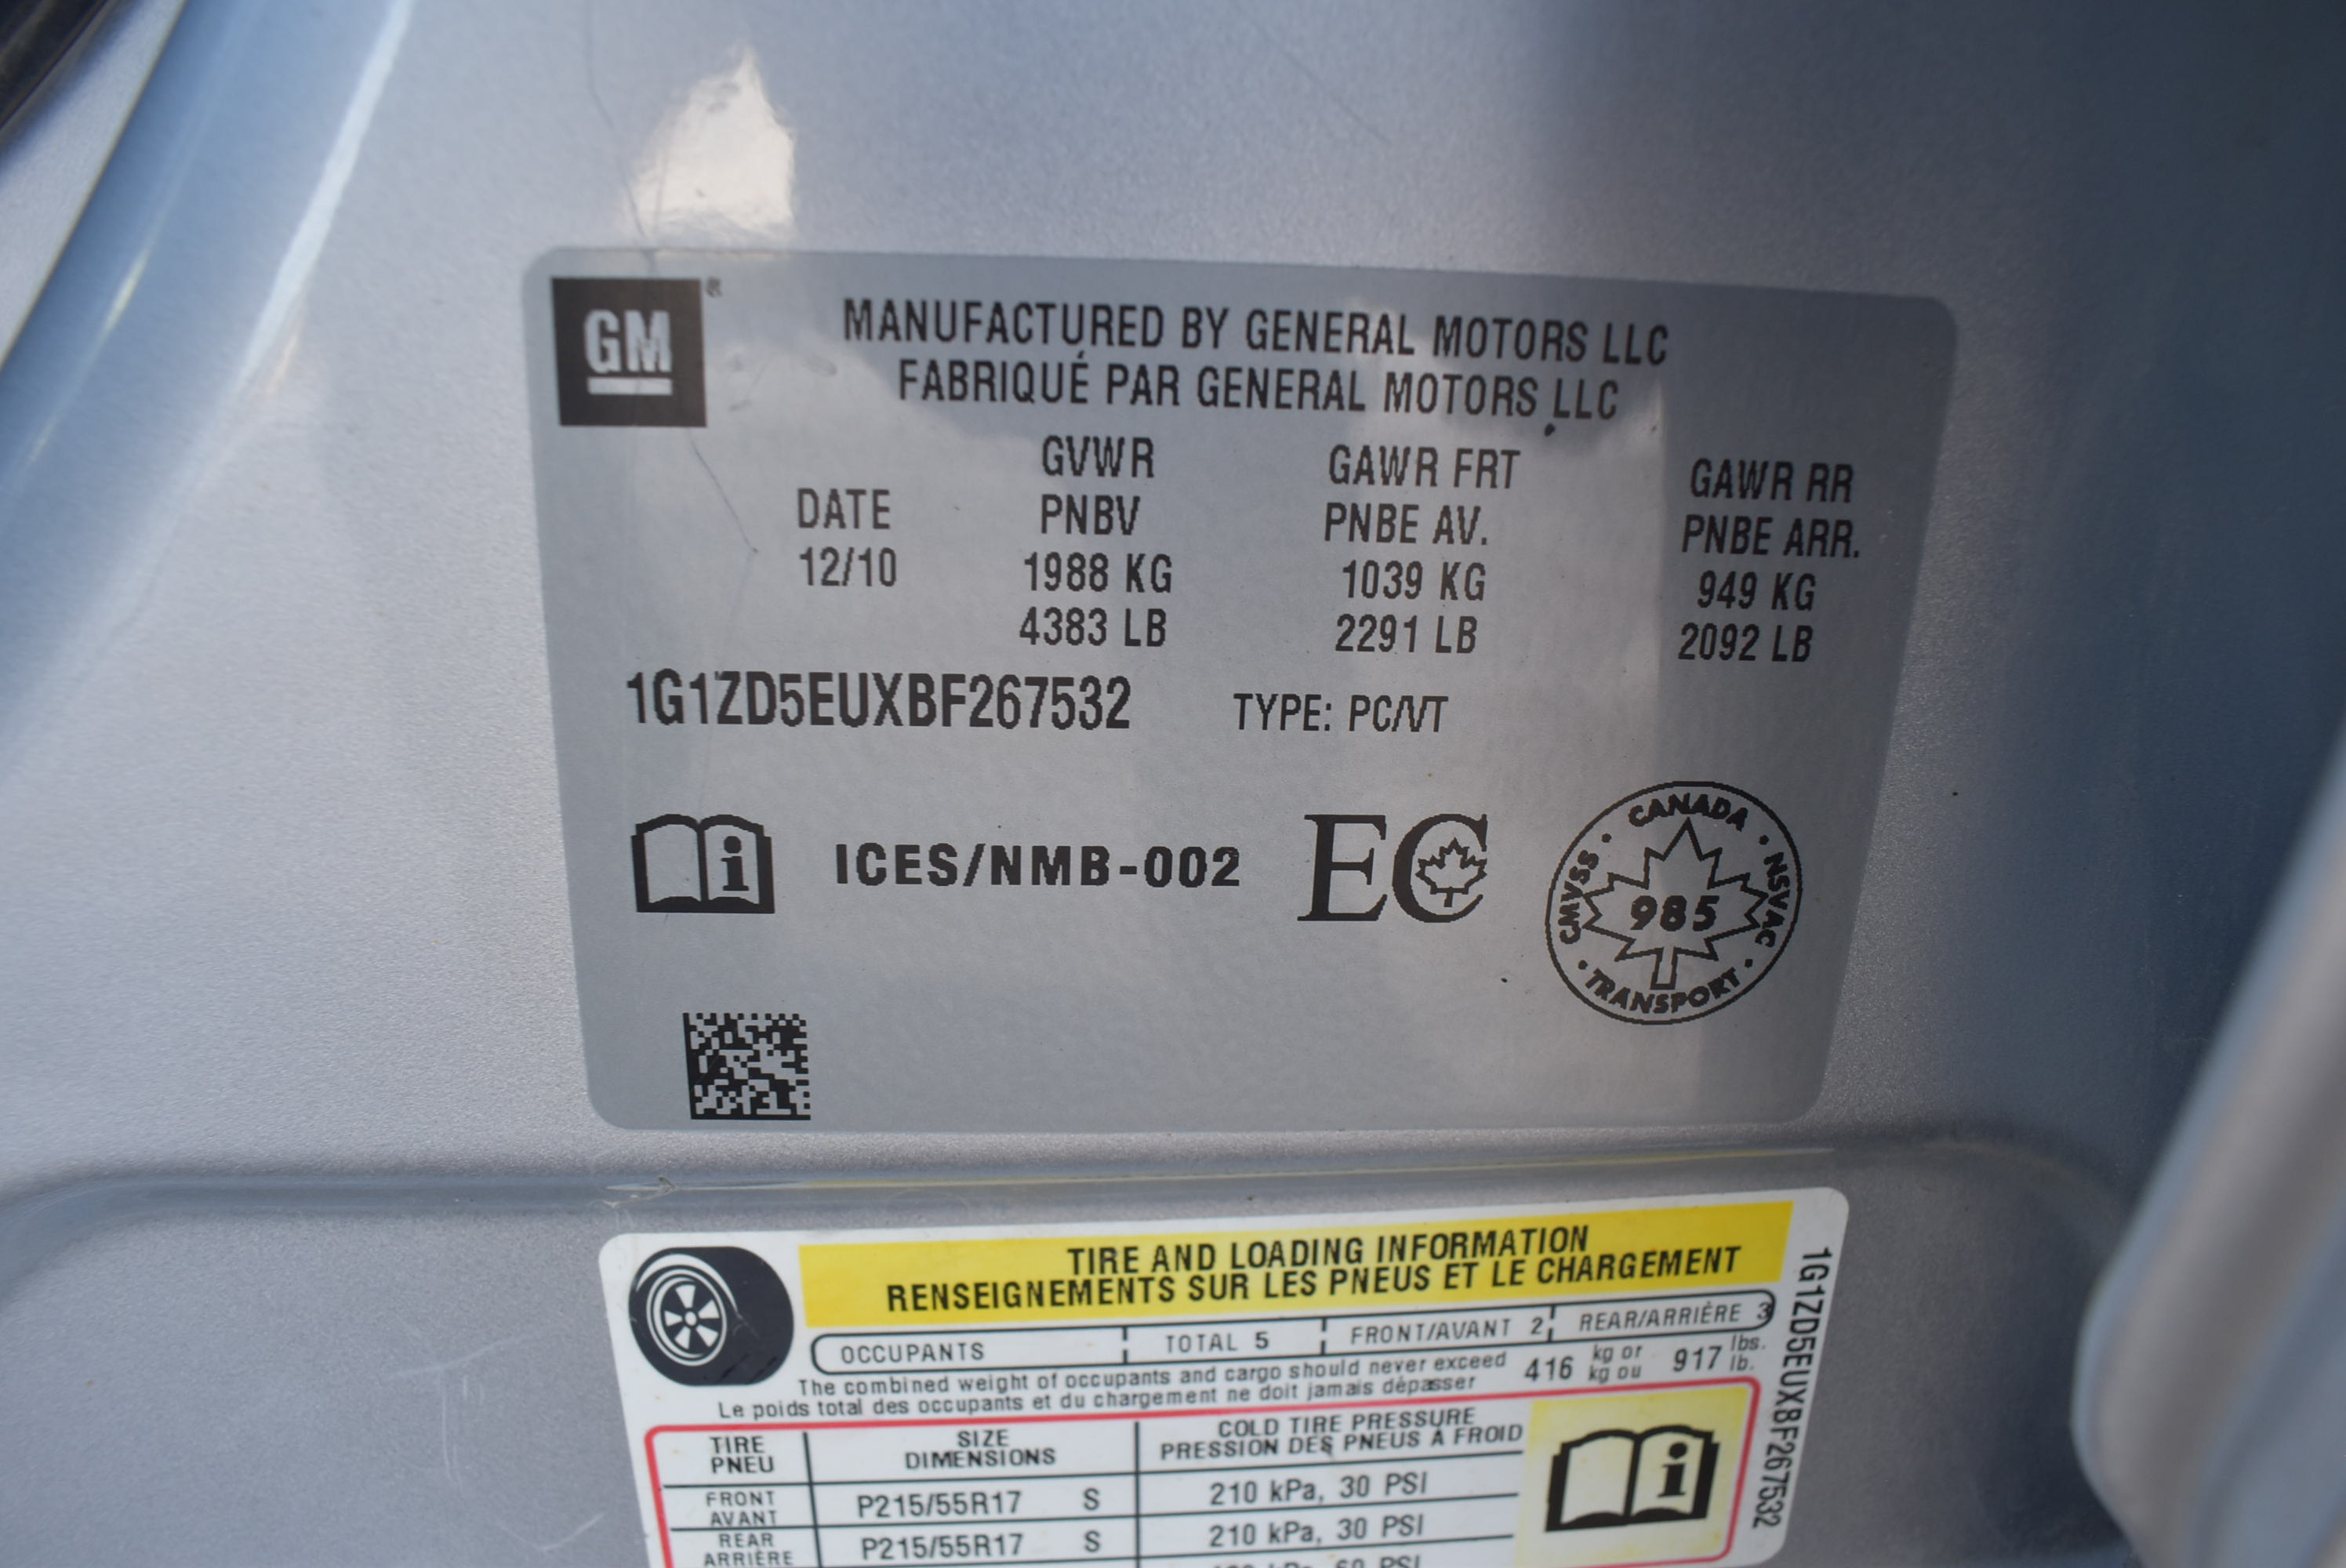 GM®
MANUFACTURED BY GENERAL MOTORS LLC
FABRIQUÉ PAR GENERAL MOTORS LLC
DATE
12/10
GVWR
PNBV
1988 KG
4383 LB
GAWR FRT
PNBE AV.
1039 KG
2291 LB
GAWR RR
PNBE ARR.
949 KG
2092 LB
1G1ZD5EUXBF267532 TYPE: PC/VT
i ICES/NMB-002 EC
CANADA
CMVSS 985 NSVAC
TRANSPORT
TIRE AND LOADING INFORMATION
RENSEIGNEMENTS SUR LES PNEUS ET LE CHARGEMENT
OCCUPANTS TOTAL 5 FRONT/AVANT 2 REAR/ARRIÈRE 3
The combined weight of occupants and cargo should never exceed 416 kg or 917 lbs.
Le poids total des occupants et du chargement ne doit jamais dépasser kg ou lb.
TIRE SIZE COLD TIRE PRESSURE
PNEU DIMENSIONS PRESSION DES PNEUS À FROID
FRONT
AVANT P215/55R17 S 210 kPa, 30 PSI
REAR
ARRIÈRE P215/55R17 S 210 kPa, 30 PSI
60 PSI
i
1G1ZD5EUXBF267532